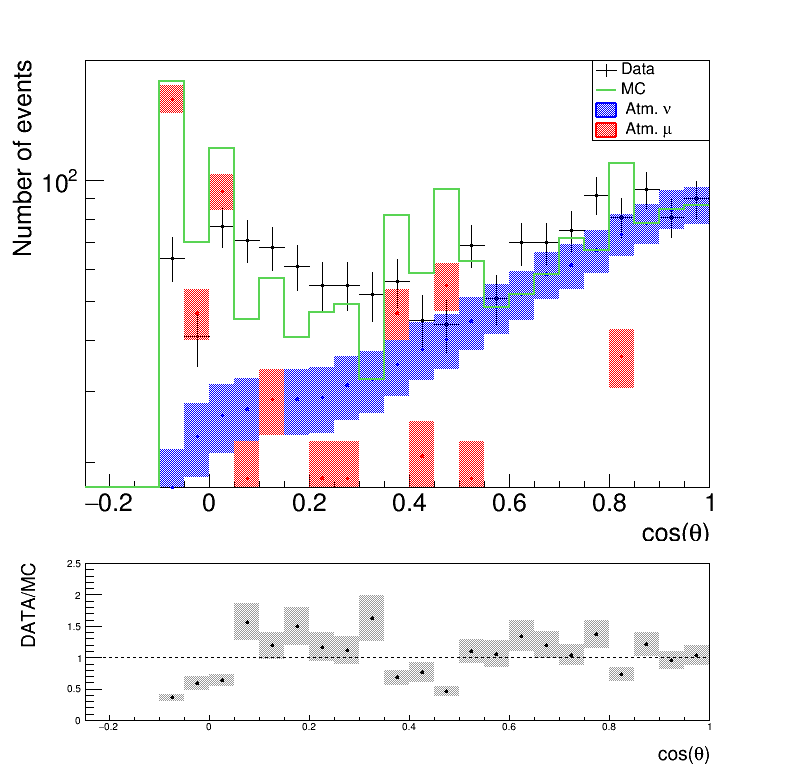 Number of events
10²
Data
MC
Atm. ν
Atm. μ
−0.2 0 0.2 0.4 0.6 0.8 1
cos(θ)
DATA/MC
2.5
2
1.5
1
0.5
0
−0.2 0 0.2 0.4 0.6 0.8 1
cos(θ)